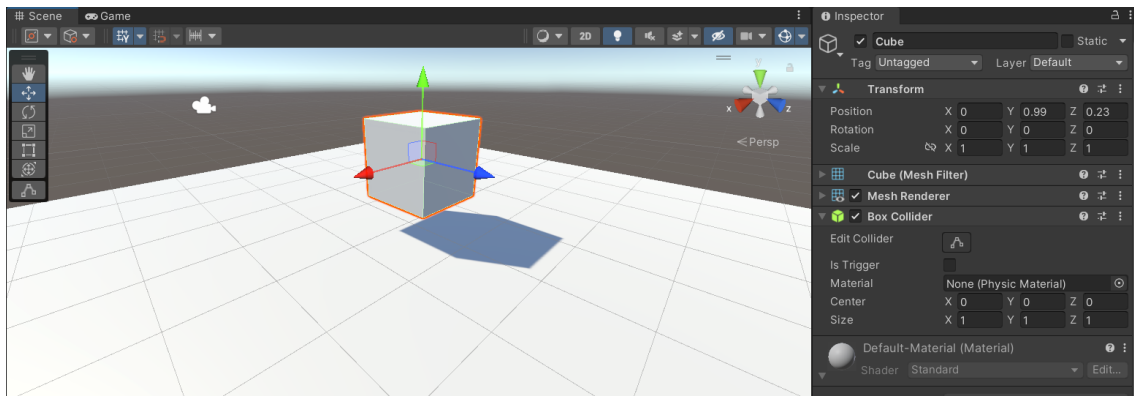 Scene Game
2D
y
x z
Persp
Inspector
Cube Static
Tag Untagged Layer Default
Transform
Position X 0 Y 0.99 Z 0.23
Rotation X 0 Y 0 Z 0
Scale X 1 Y 1 Z 1
Cube (Mesh Filter)
Mesh Renderer
Box Collider
Edit Collider
Is Trigger
Material None (Physic Material)
Center X 0 Y 0 Z 0
Size X 1 Y 1 Z 1
Default-Material (Material)
Shader Standard Edit...